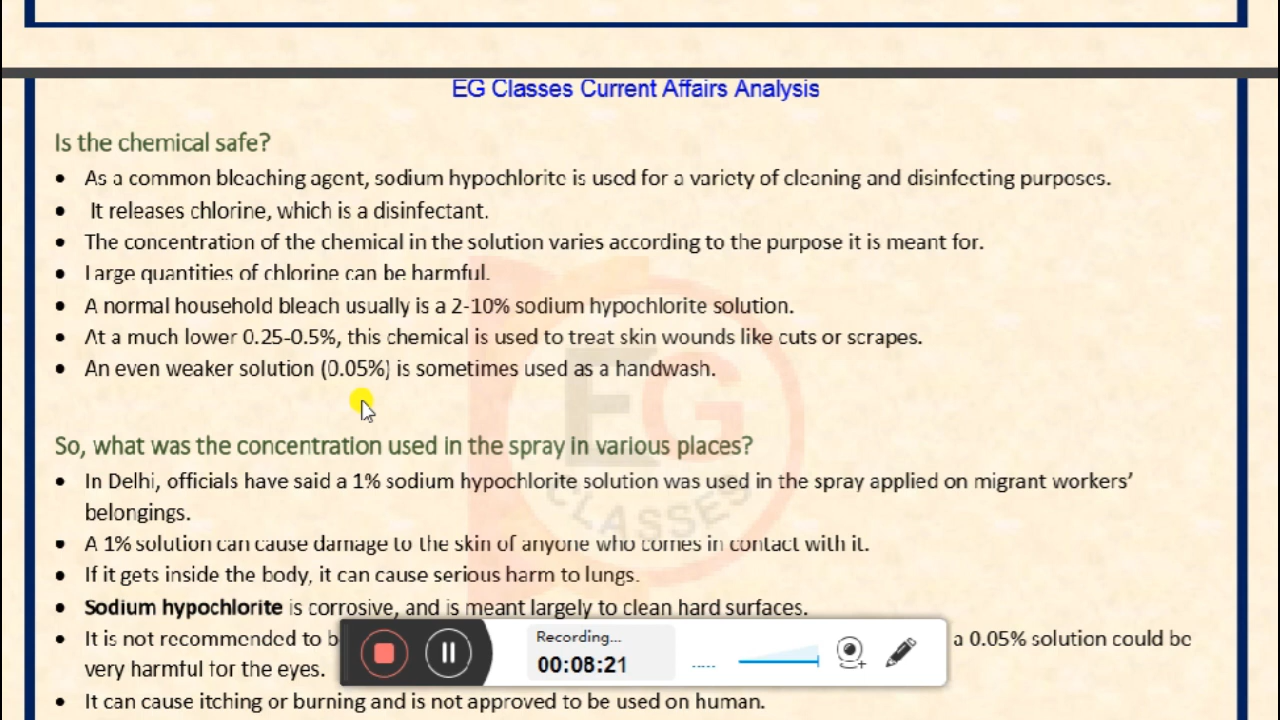 EG Classes Current Affairs Analysis
Is the chemical safe?
• As a common bleaching agent, sodium hypochlorite is used for a variety of cleaning and disinfecting purposes.
• It releases chlorine, which is a disinfectant.
• The concentration of the chemical in the solution varies according to the purpose it is meant for.
• Large quantities of chlorine can be harmful.
• A normal household bleach usually is a 2-10% sodium hypochlorite solution.
• At a much lower 0.25-0.5%, this chemical is used to treat skin wounds like cuts or scrapes.
• An even weaker solution (0.05%) is sometimes used as a handwash.
EG
CLASSES
So, what was the concentration used in the spray in various places?
• In Delhi, officials have said a 1% sodium hypochlorite solution was used in the spray applied on migrant workers'
belongings.
• A 1% solution can cause damage to the skin of anyone who comes in contact with it.
• If it gets inside the body, it can cause serious harm to lungs.
• Sodium hypochlorite is corrosive, and is meant largely to clean hard surfaces.
• It is not recommended to a 0.05% solution could be
very harmful for the eyes.
• It can cause itching or burning and is not approved to be used on human.
Recording...
00:08:21